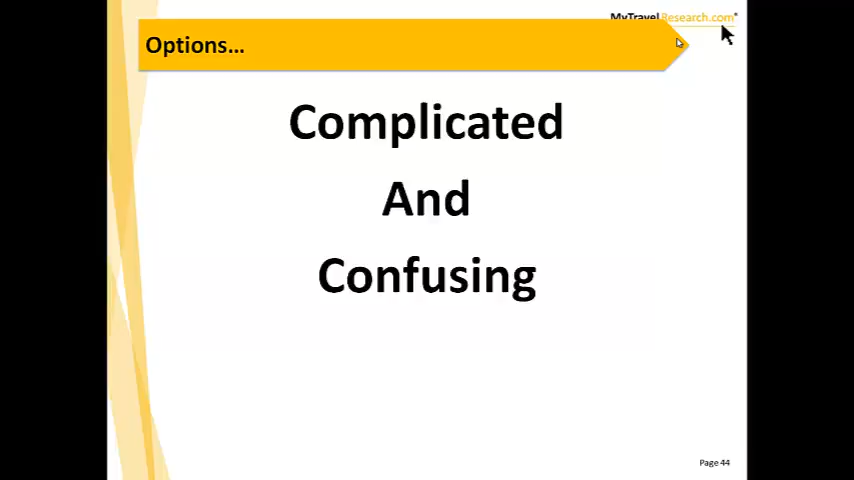 MyTravelResearch.com®
Options...
Complicated
And
Confusing
Page 44